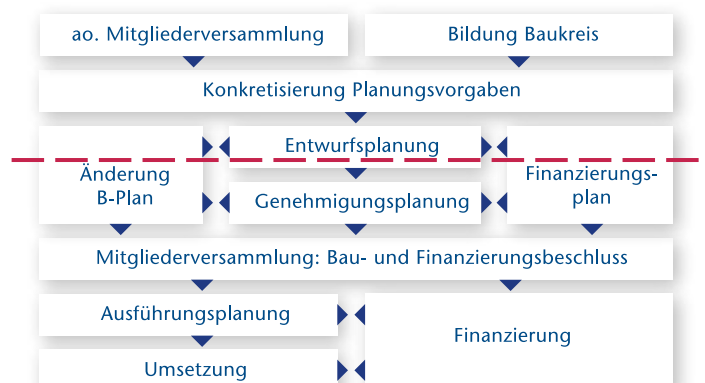 ao. Mitgliederversammlung
Bildung Baukreis
Konkretisierung Planungsvorgaben
Entwurfsplanung
Änderung
B-Plan
Finanzierungs-
plan
Genehmigungsplanung
Mitgliederversammlung: Bau- und Finanzierungsbeschluss
Ausführungsplanung
Finanzierung
Umsetzung